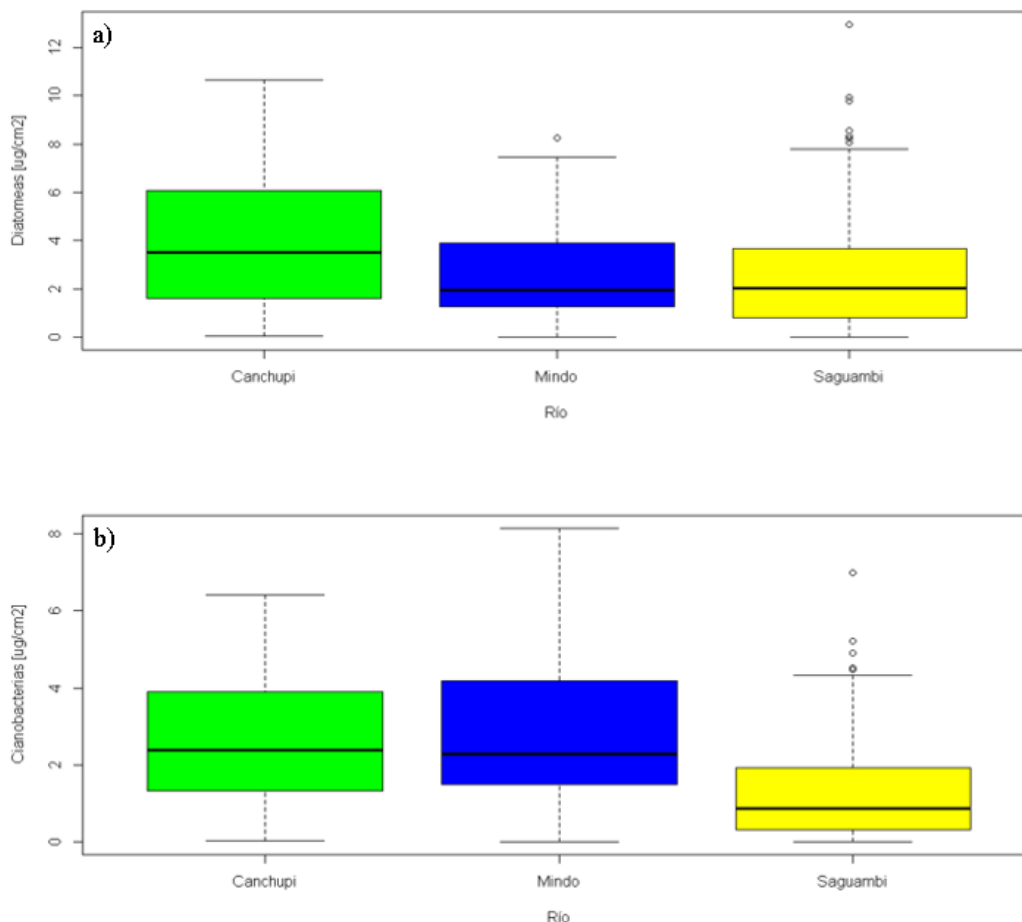 a)
Diatomeas [ug/cm2]
12
10
8
6
4
2
0
Canchupi
Mindo
Saguambi
Río
b)
Cianobacterias [ug/cm2]
8
6
4
2
0
Canchupi
Mindo
Saguambi
Río